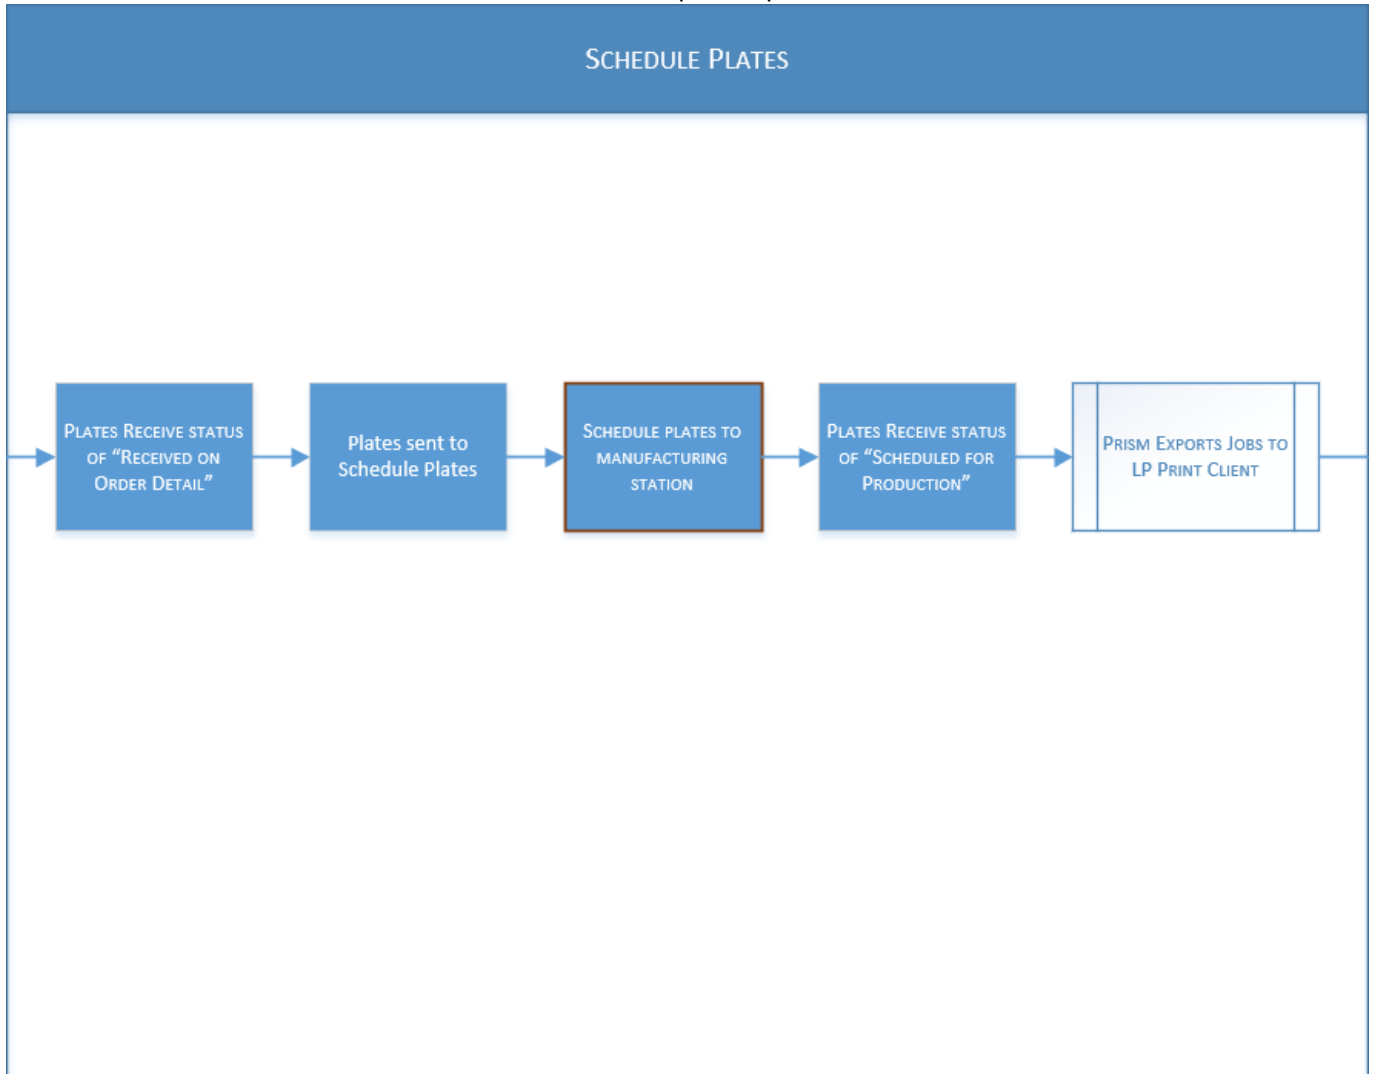 Schedule Plates
Plates Receive status
of “Received on
Order Detail”
Plates sent to
Schedule Plates
Schedule plates to
manufacturing
station
Plates Receive status
of “Scheduled for
Production”
Prism Exports Jobs to
LP Print Client